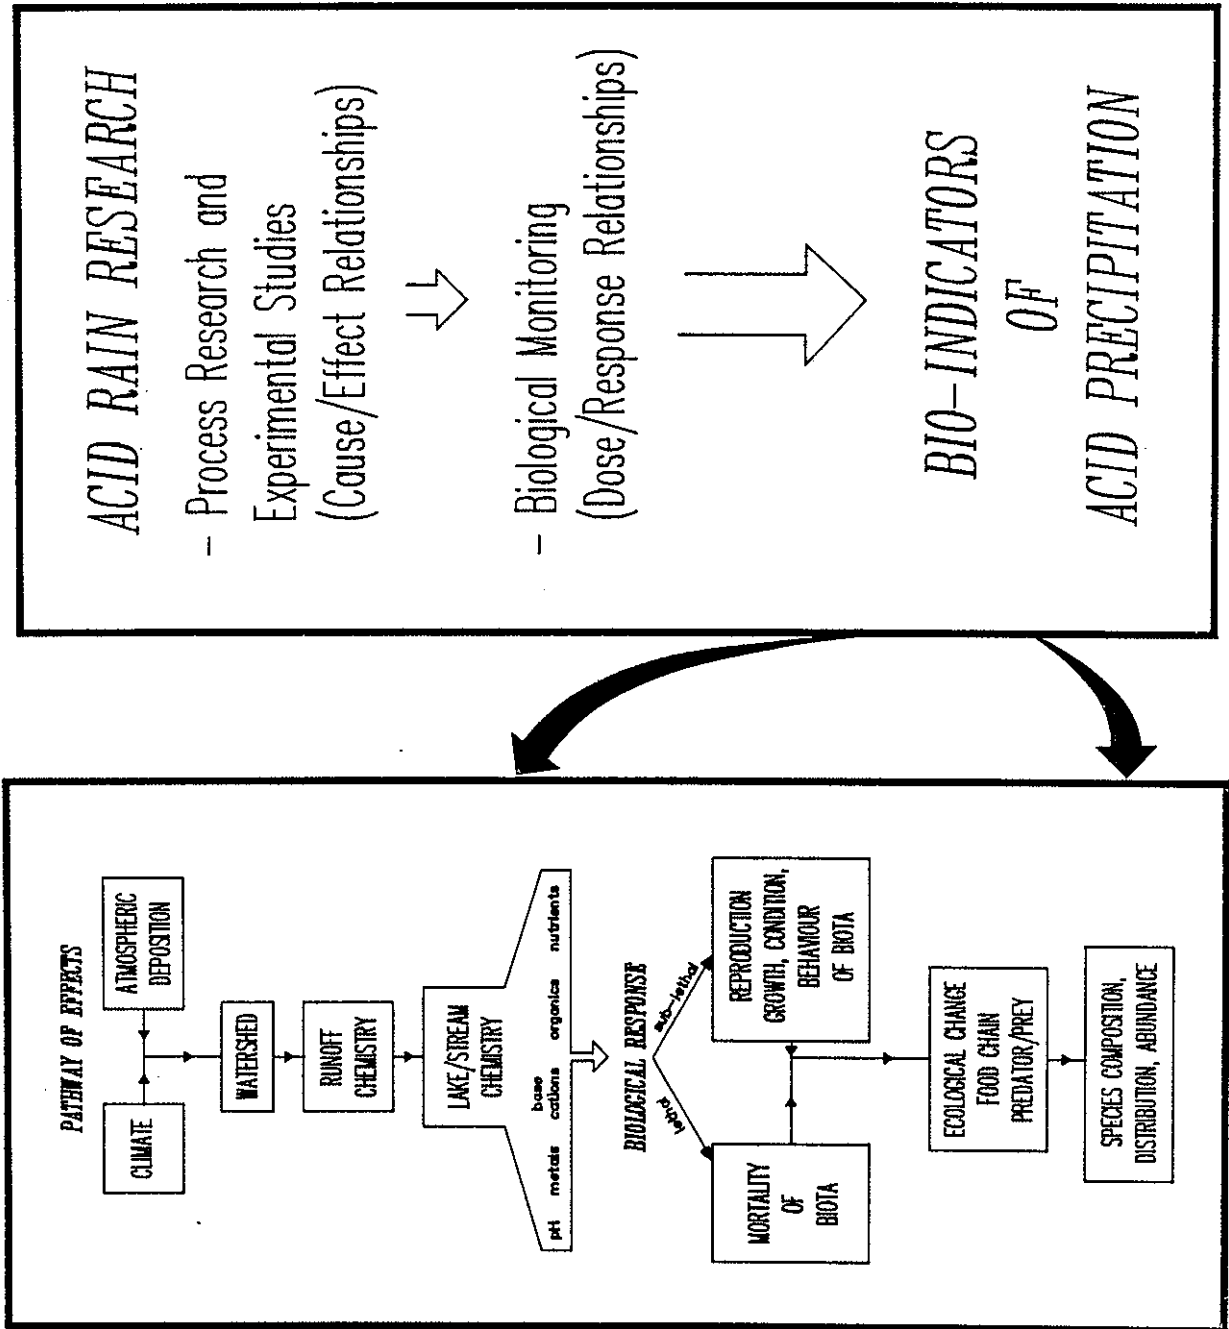 PATHWAY OF EFFECTS
CLIMATE
ATMOSPHERIC
DEPOSITION
WATERSHED
RUNOFF
CHEMISTRY
LAKE/STREAM
CHEMISTRY
pH metals base cations organics nutrients
BIOLOGICAL RESPONSE
lethal
sub-lethal
MORTALITY
OF
BIOTA
REPRODUCTION
GROWTH, CONDITION,
BEHAVIOUR
OF BIOTA
ECOLOGICAL CHANGE
FOOD CHAIN
PREDATOR/PREY
SPECIES COMPOSITION,
DISTRIBUTION, ABUNDANCE
ACID RAIN RESEARCH
- Process Research and
Experimental Studies
(Cause/Effect Relationships)
- Biological Monitoring
(Dose/Response Relationships)
BIO-INDICATORS
OF
ACID PRECIPITATION